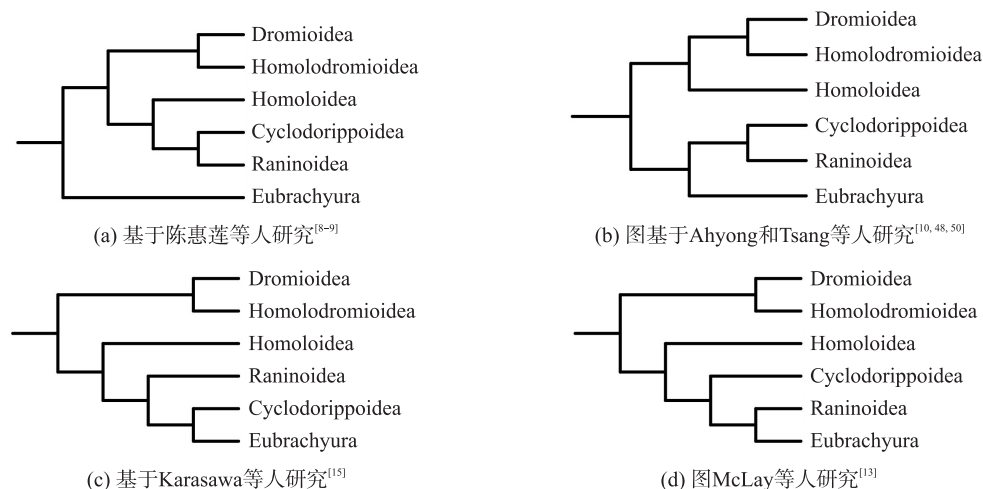 Dromioidea
Homolodromioidea
Homoloidea
Cyclodorippoidea
Raninoidea
Eubrachyura
(a) 基于陈惠莲等人研究[8-9]
Dromioidea
Homolodromioidea
Homoloidea
Cyclodorippoidea
Raninoidea
Eubrachyura
(b) 图基于Ahyong和Tsang等人研究[10, 48, 50]
Dromioidea
Homolodromioidea
Homoloidea
Raninoidea
Cyclodorippoidea
Eubrachyura
(c) 基于Karasawa等人研究[15]
Dromioidea
Homolodromioidea
Homoloidea
Cyclodorippoidea
Raninoidea
Eubrachyura
(d) 图McLay等人研究[13]